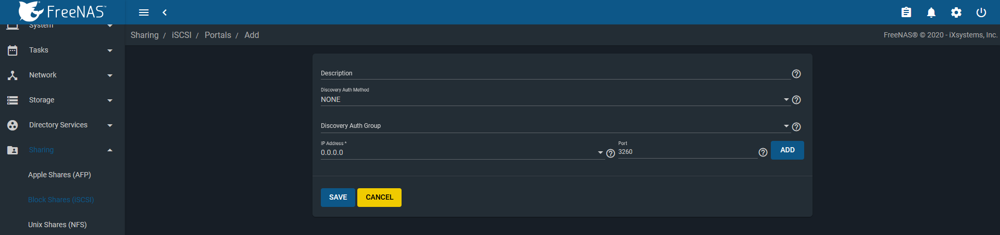 FreeNAS™
System
Tasks
Network
Storage
Directory Services
Sharing
Apple Shares (AFP)
Block Shares (iSCSI)
Unix Shares (NFS)
Sharing / iSCSI / Portals / Add
FreeNAS® © 2020 - iXsystems, Inc.
Description
Discovery Auth Method
NONE
Discovery Auth Group
IP Address *
0.0.0.0
Port
3260
ADD
SAVE CANCEL